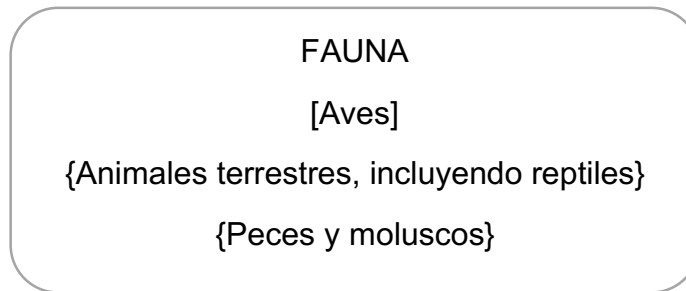 FAUNA
[Aves]
{Animales terrestres, incluyendo reptiles}
{Peces y moluscos}